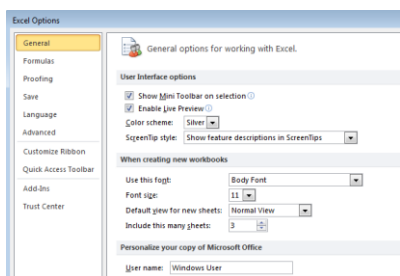 Excel Options
General
Formulas
Proofing
Save
Language
Advanced
Customize Ribbon
Quick Access Toolbar
Add-Ins
Trust Center
General options for working with Excel.
User Interface options
Show Mini Toolbar on selection
Enable Live Preview
Color scheme: Silver
ScreenTip style: Show feature descriptions in ScreenTips
When creating new workbooks
Use this font: Body Font
Font size: 11
Default view for new sheets: Normal View
Include this many sheets: 3
Personalize your copy of Microsoft Office
User name: Windows User